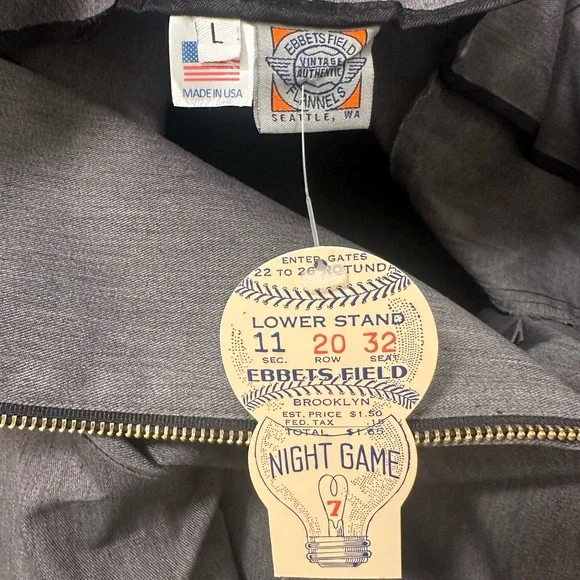 L
MADE IN USA
EBBETS FIELD
VINTAGE
AUTHENTIC
FLANNELS
SEATTLE, WA
ENTER GATES
22 TO 26 ROTUND
LOWER STAND
11 20 32
SEC. ROW SEAT
EBBETS FIELD
BROOKLYN
EST. PRICE $1.50
FED. TAX .15
TOTAL $1.65
NIGHT GAME
7